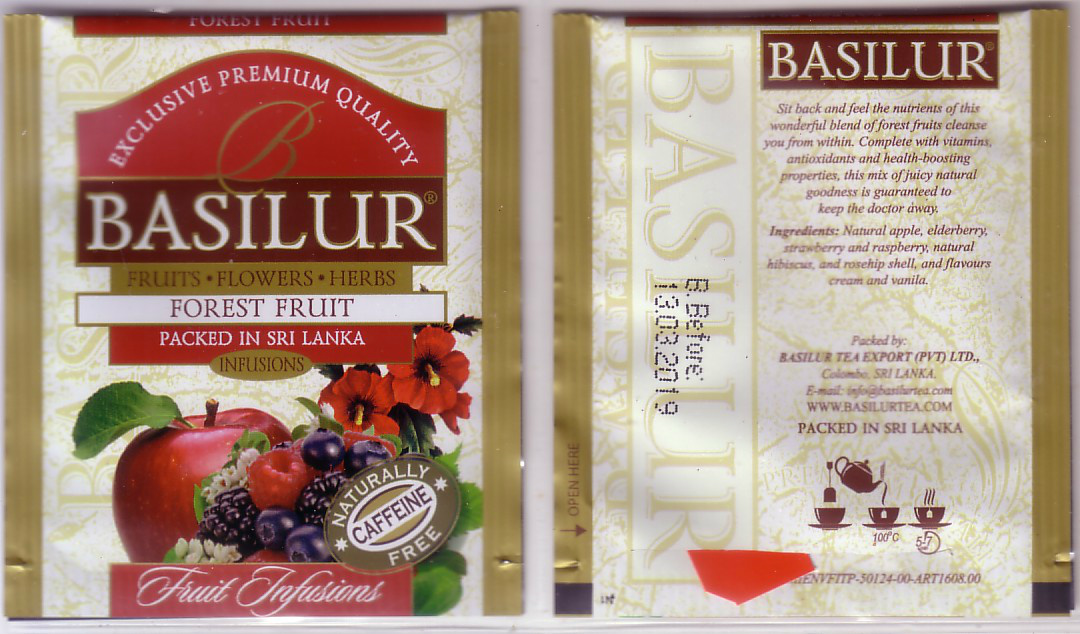 FOREST FRUIT
EXCLUSIVE PREMIUM QUALITY
B
BASILUR®
FRUITS • FLOWERS • HERBS
FOREST FRUIT
PACKED IN SRI LANKA
INFUSIONS
NATURALLY
CAFFEINE
FREE
Fruit Infusions
BASILUR
BASILUR®
Sit back and feel the nutrients of this
wonderful blend of forest fruits cleanse
you from within. Complete with vitamins,
antioxidants and health-boosting
properties, this mix of juicy natural
goodness is guaranteed to
keep the doctor away.
Ingredients: Natural apple, elderberry,
strawberry and raspberry, natural
hibiscus, and rosehip shell, and flavours
cream and vanila.
B.Before:
13.03.2019
Packed by:
BASILUR TEA EXPORT (PVT) LTD.,
Colombo, SRI LANKA.
E-mail: info@basilurtea.com
WWW.BASILURTEA.COM
PACKED IN SRI LANKA
OPEN HERE
100°C
5-7
ENVFITP-50124-00-ART1608.00